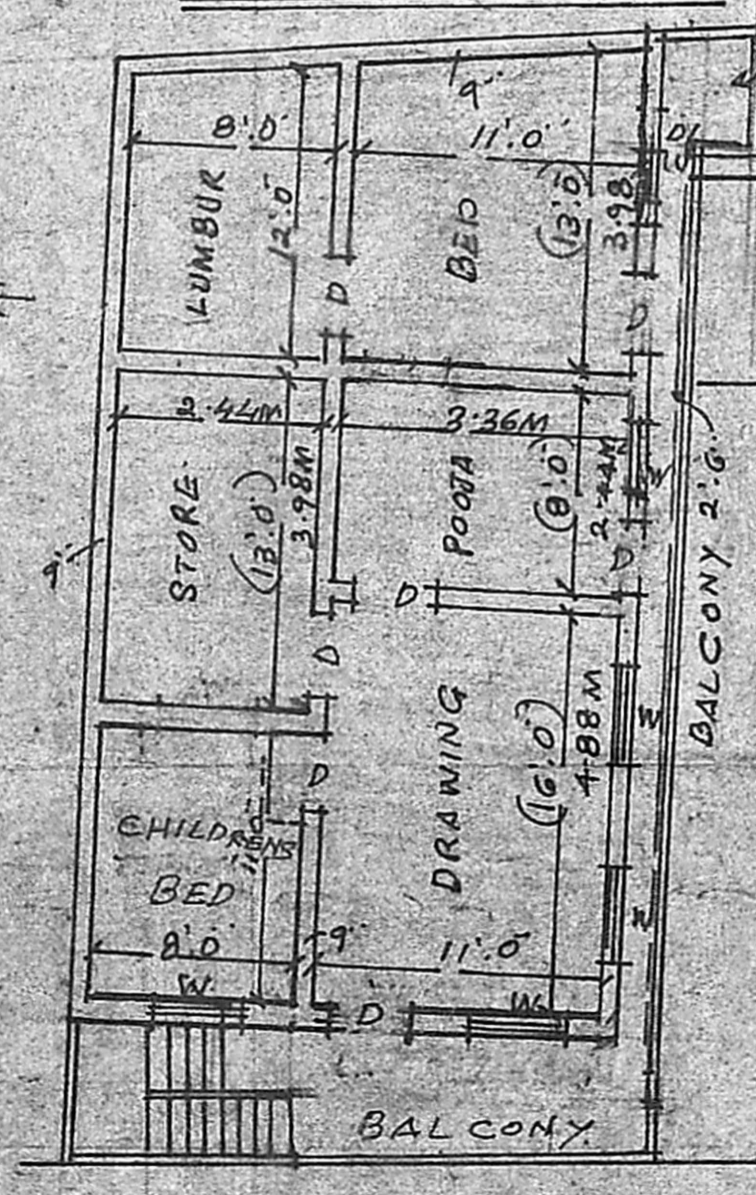 9"
8'.0"
11'.0"
D1
LUMBUR
12'.0"
BED
(13'.0")
3.98
D
D
2.44M
3.36M
STORE
(13'.0")
3.98M
POOJA
(8'.0")
2.44M
W
9"
D
D
D
BALCONY 2'.6"
DRAWING
(16'.0")
4.88M
W
D
CHILDRENS
BED
W
8'.0"
9"
11'.0"
W
D
BALCONY